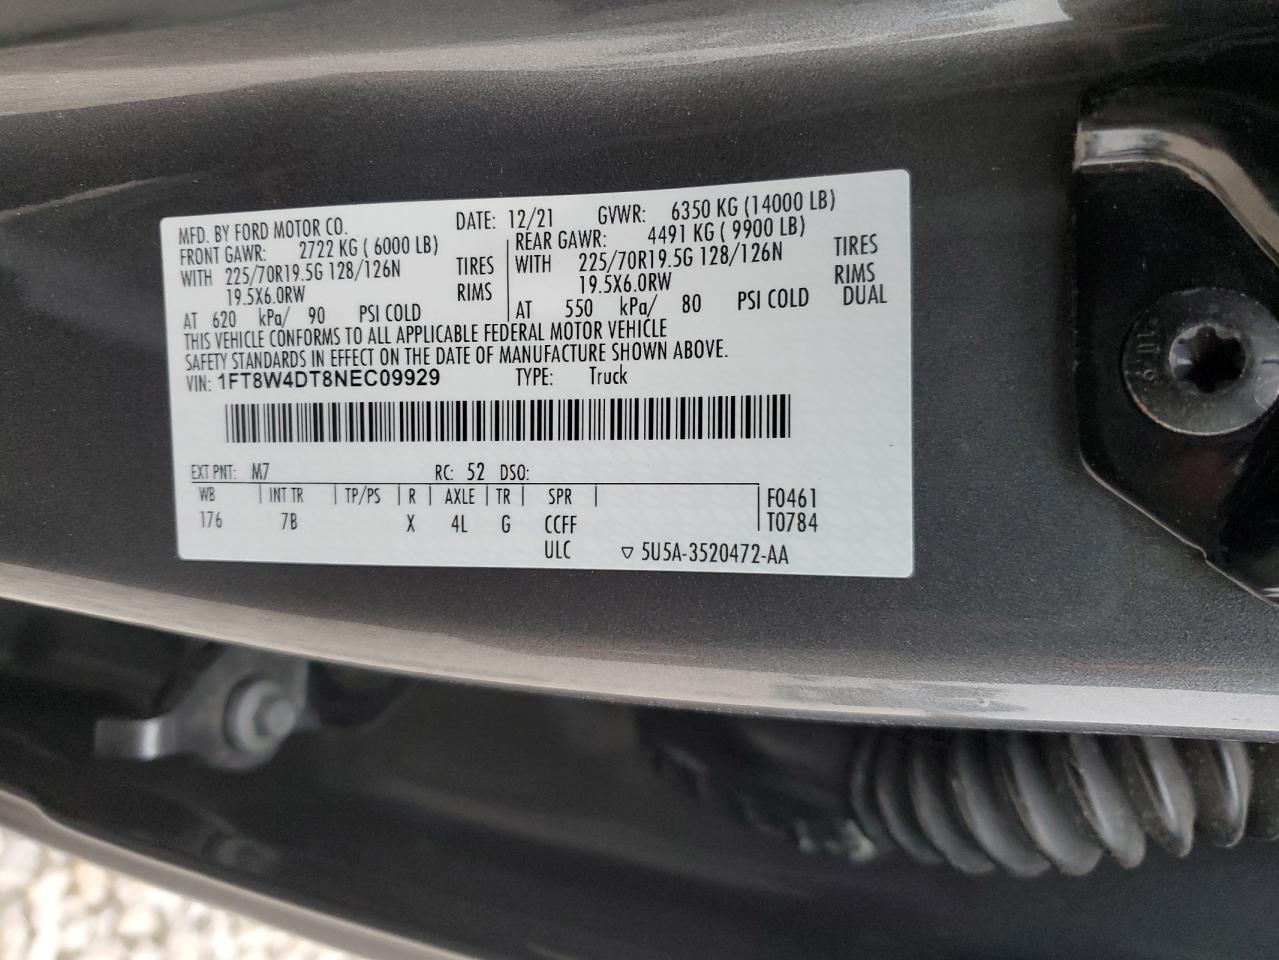 MFD. BY FORD MOTOR CO. DATE: 12/21 GVWR: 6350 KG (14000 LB)
FRONT GAWR: 2722 KG ( 6000 LB) REAR GAWR: 4491 KG ( 9900 LB)
WITH 225/70R19.5G 128/126N TIRES WITH 225/70R19.5G 128/126N TIRES
19.5X6.0RW RIMS 19.5X6.0RW RIMS
AT 620 kPa/ 90 PSI COLD AT 550 kPa/ 80 PSI COLD DUAL
THIS VEHICLE CONFORMS TO ALL APPLICABLE FEDERAL MOTOR VEHICLE
SAFETY STANDARDS IN EFFECT ON THE DATE OF MANUFACTURE SHOWN ABOVE.
VIN: 1FT8W4DT8NEC09929 TYPE: Truck
EXT PNT: M7 RC: 52 DSO:
WB | INT TR | TP/PS | R | AXLE | TR | SPR | F0461
176 7B X 4L G CCFF T0784
ULC ▽ 5U5A-3520472-AA